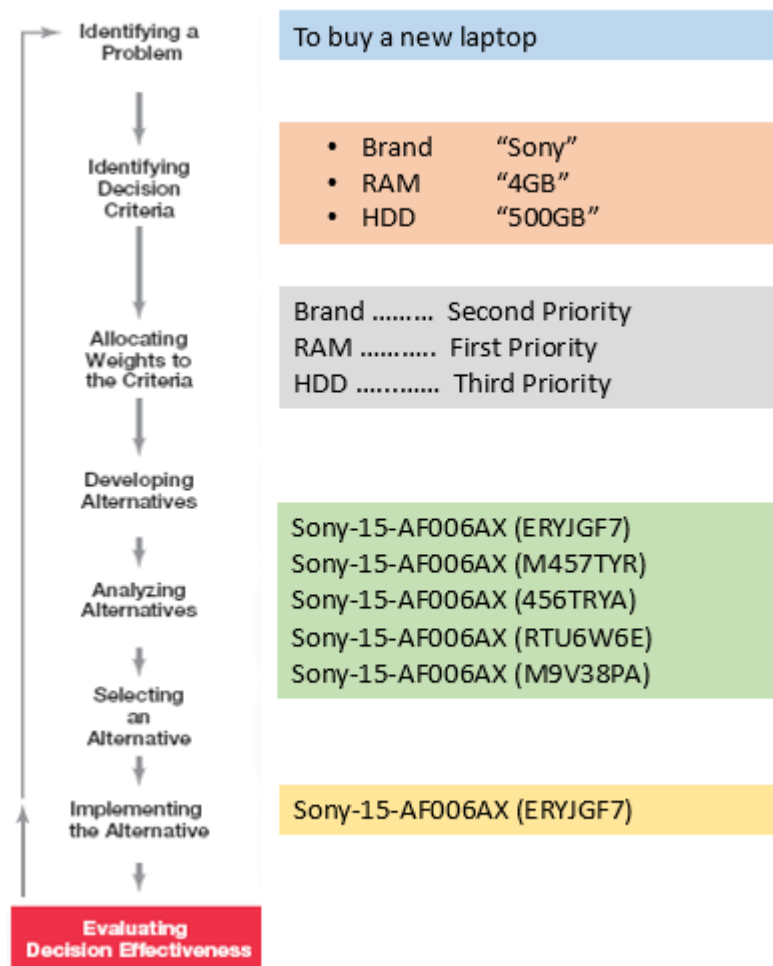 Identifying a
Problem
To buy a new laptop
Identifying
Decision
Criteria
• Brand "Sony"
• RAM "4GB"
• HDD "500GB"
Allocating
Weights to
the Criteria
Brand ......... Second Priority
RAM ........... First Priority
HDD ............ Third Priority
Developing
Alternatives
Analyzing
Alternatives
Selecting
an
Alternative
Sony-15-AF006AX (ERYJGF7)
Sony-15-AF006AX (M457TYR)
Sony-15-AF006AX (456TRYA)
Sony-15-AF006AX (RTU6W6E)
Sony-15-AF006AX (M9V38PA)
Implementing
the Alternative
Sony-15-AF006AX (ERYJGF7)
Evaluating
Decision Effectiveness